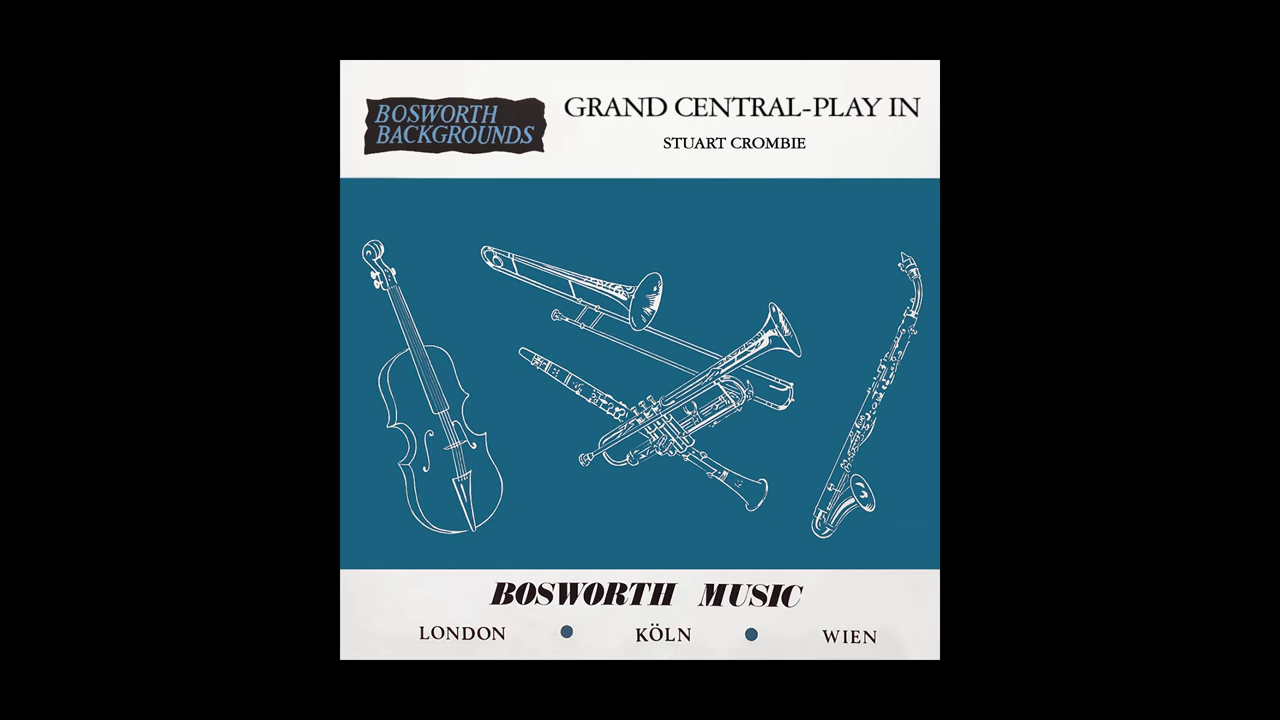 BOSWORTH
BACKGROUNDS
GRAND CENTRAL-PLAY IN
STUART CROMBIE
BOSWORTH MUSIC
LONDON • KÖLN • WIEN